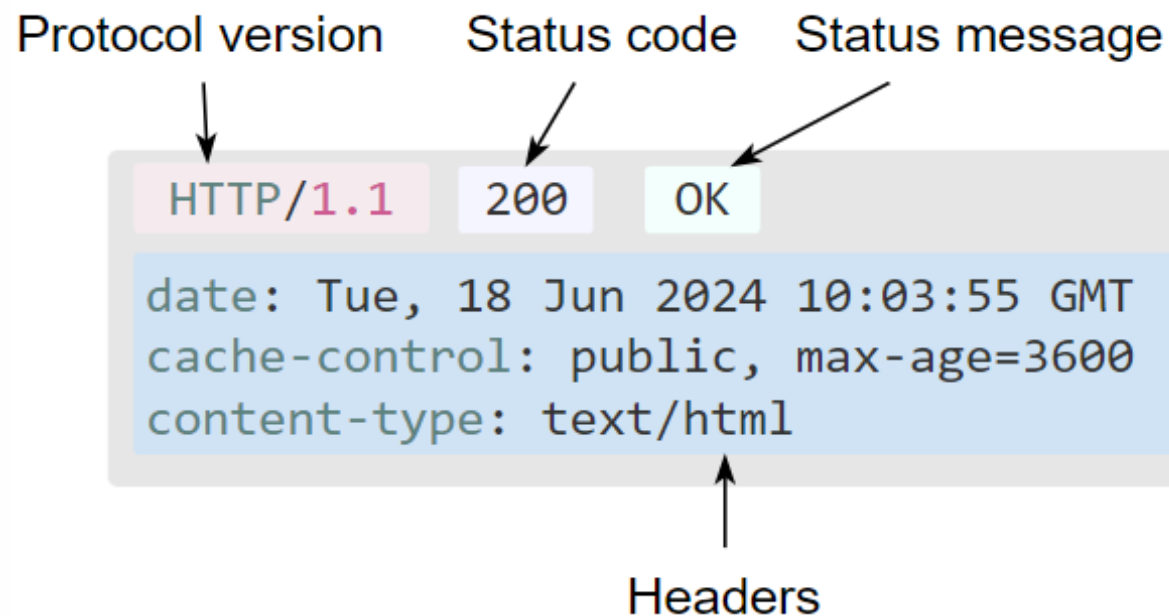 Protocol version Status code Status message
HTTP/1.1 200 OK
date: Tue, 18 Jun 2024 10:03:55 GMT
cache-control: public, max-age=3600
content-type: text/html
Headers